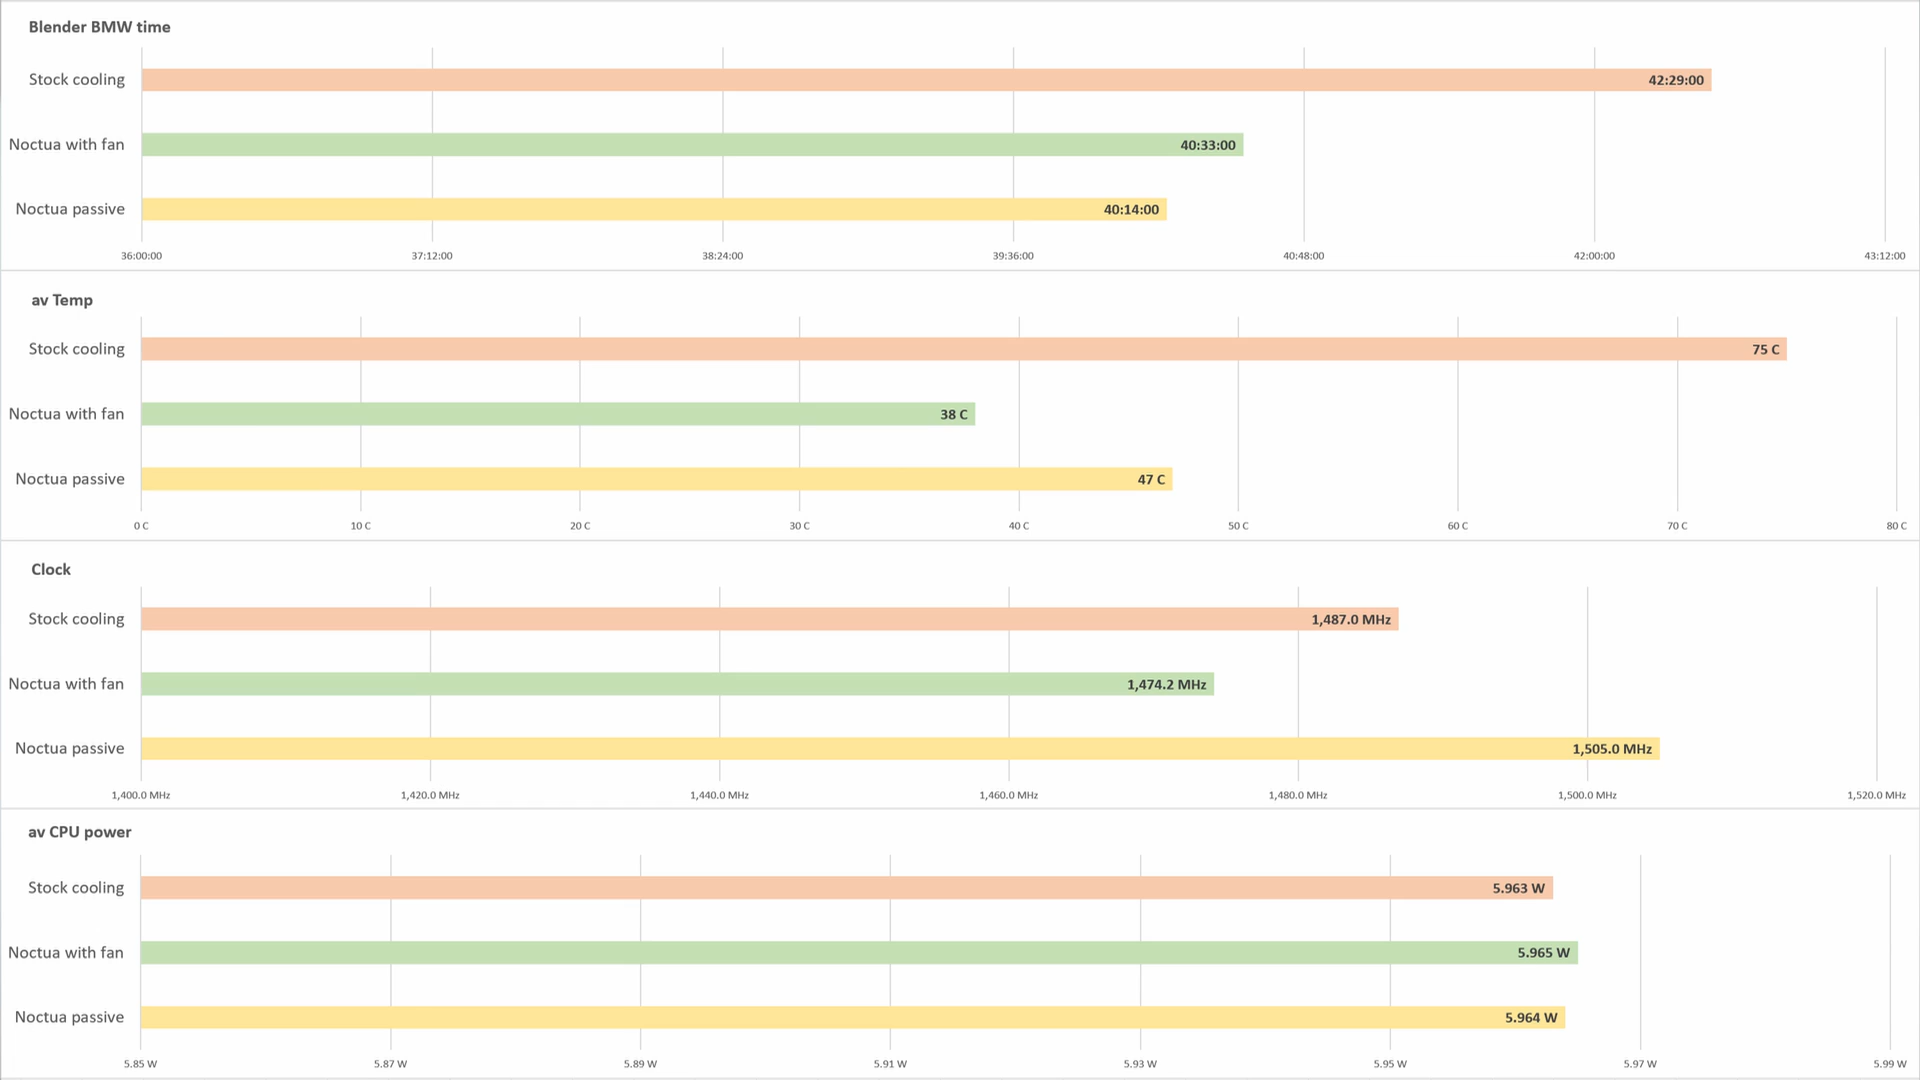 Blender BMW time
Stock cooling
42:29:00
Noctua with fan
40:33:00
Noctua passive
40:14:00
36:00:00 37:12:00 38:24:00 39:36:00 40:48:00 42:00:00 43:12:00
av Temp
Stock cooling
75 C
Noctua with fan
38 C
Noctua passive
47 C
0 C 10 C 20 C 30 C 40 C 50 C 60 C 70 C 80 C
Clock
Stock cooling
1,487.0 MHz
Noctua with fan
1,474.2 MHz
Noctua passive
1,505.0 MHz
1,400.0 MHz 1,420.0 MHz 1,440.0 MHz 1,460.0 MHz 1,480.0 MHz 1,500.0 MHz 1,520.0 MHz
av CPU power
Stock cooling
5.963 W
Noctua with fan
5.965 W
Noctua passive
5.964 W
5.85 W 5.87 W 5.89 W 5.91 W 5.93 W 5.95 W 5.97 W 5.99 W